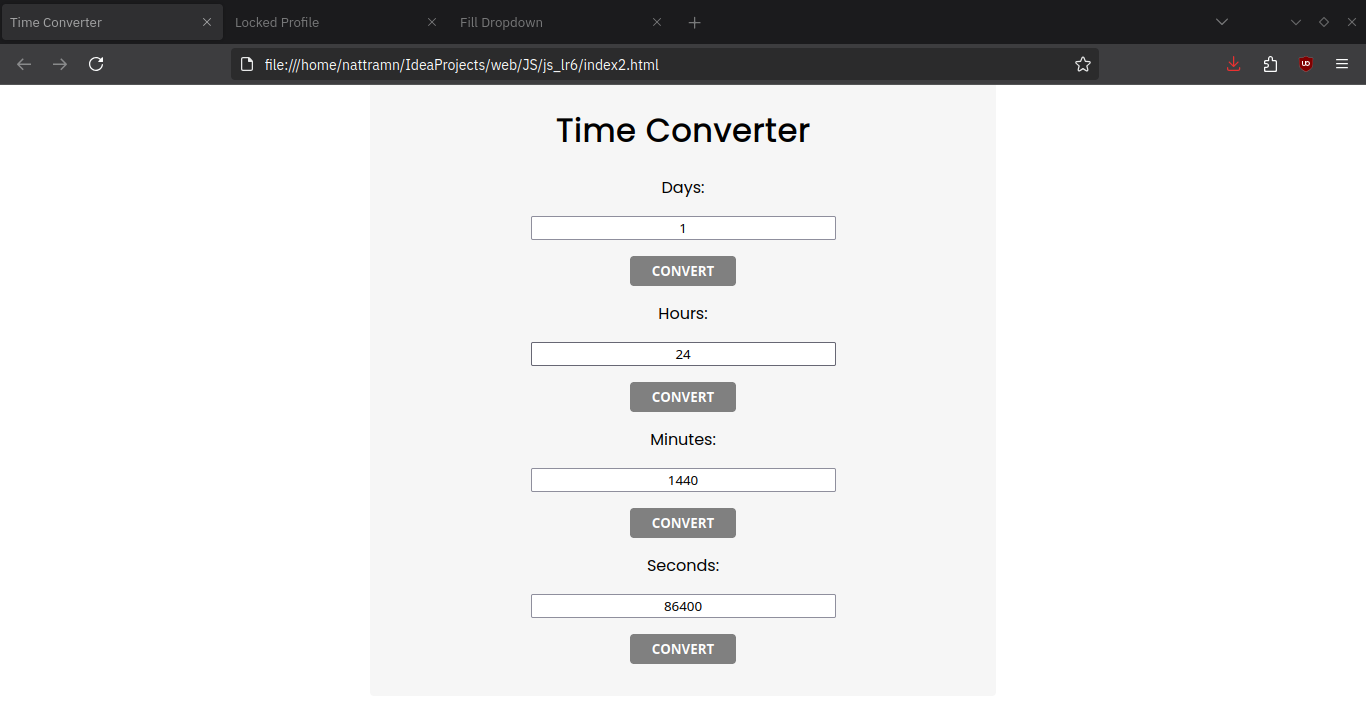 Time Converter
Locked Profile
Fill Dropdown
file:///home/nattramn/IdeaProjects/web/JS/js_lr6/index2.html
Time Converter
Days:
1
CONVERT
Hours:
24
CONVERT
Minutes:
1440
CONVERT
Seconds:
86400
CONVERT